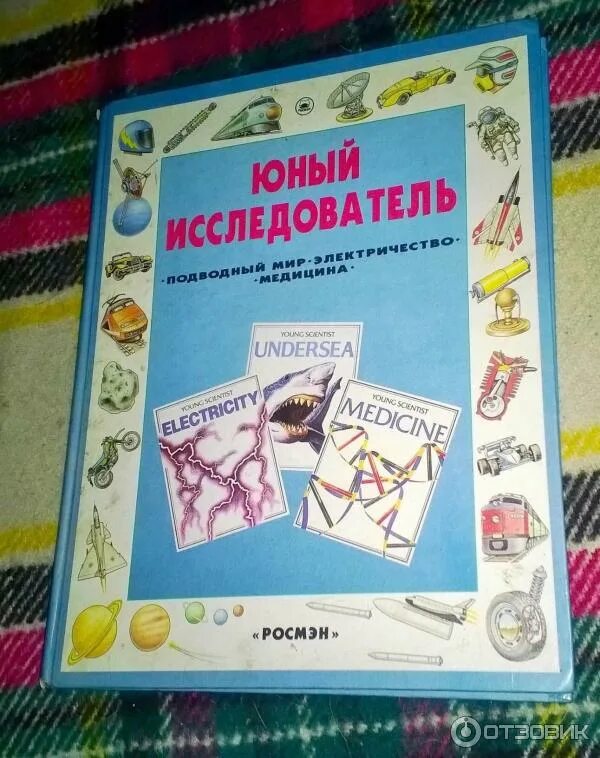 ЮНЫЙ
ИССЛЕДОВАТЕЛЬ
·ПОДВОДНЫЙ МИР·ЭЛЕКТРИЧЕСТВО·
·МЕДИЦИНА·
YOUNG SCIENTIST
UNDERSEA
YOUNG SCIENTIST
ELECTRICITY
YOUNG SCIENTIST
MEDICINE
«РОСМЭН»
ОТЗОВИК